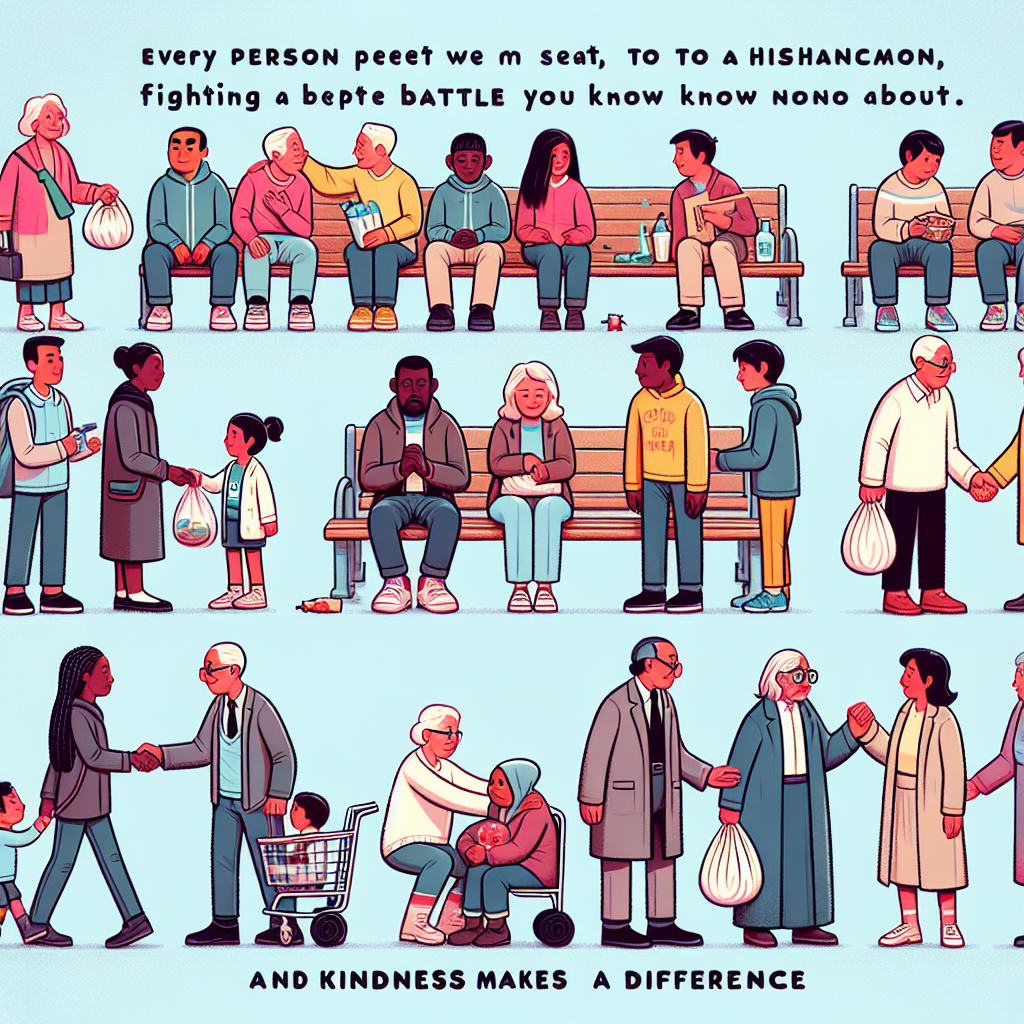 Every PERSON peeet we m seat, TO TO A HISHANCMON,
fighting a bepte BATTLE you know know NONO about.
AND KINDNESS MAKES A DIFFERENCE